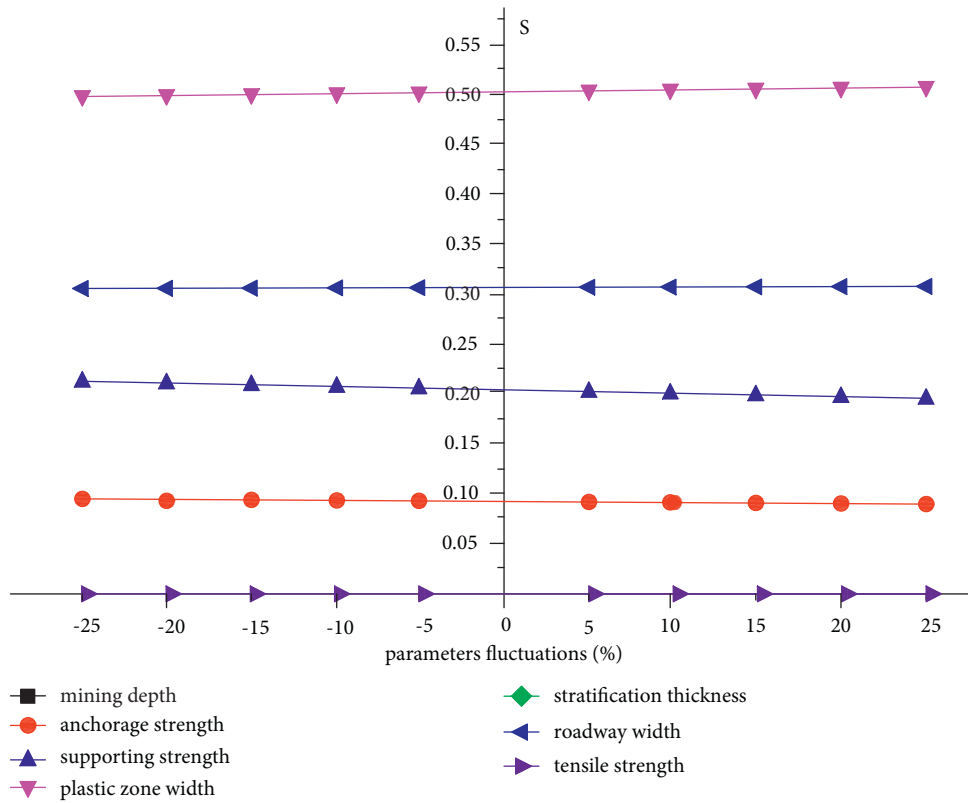 S
0.55
0.50
0.45
0.40
0.35
0.30
0.25
0.20
0.15
0.10
0.05
-25 -20 -15 -10 -5 0 5 10 15 20 25
parameters fluctuations (%)
mining depth
anchorage strength
supporting strength
plastic zone width
stratification thickness
roadway width
tensile strength